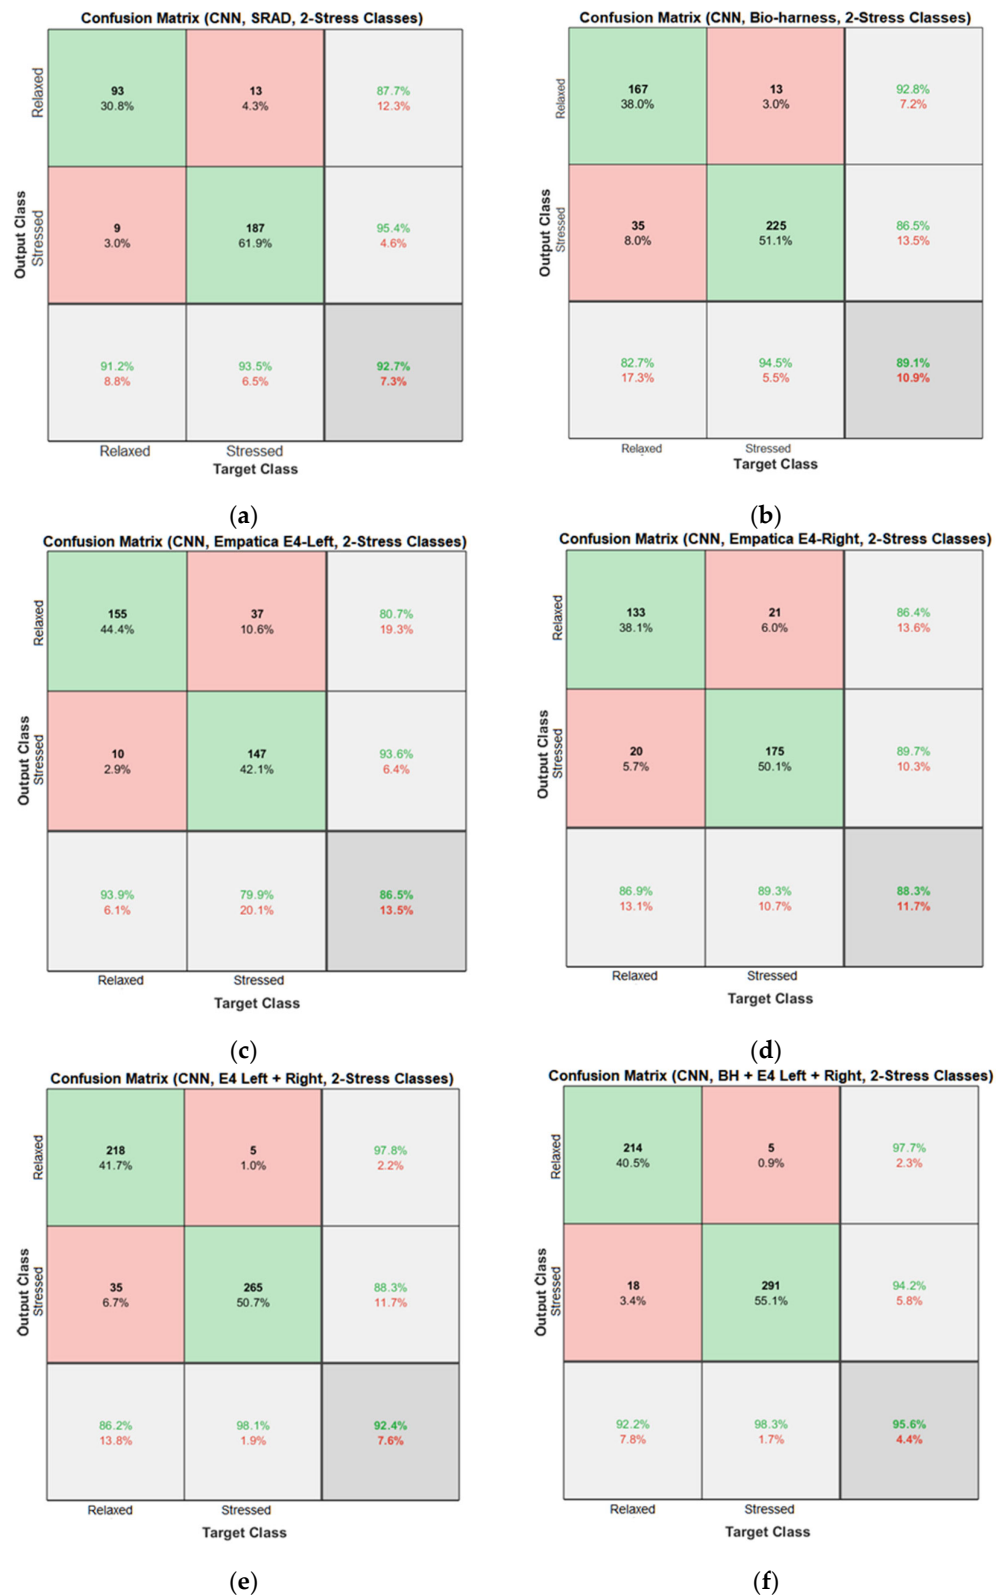 Confusion Matrix (CNN, SRAD, 2-Stress Classes)
93 13 87.7%
30.8% 4.3% 12.3%
9 187 95.4%
3.0% 61.9% 4.6%
91.2% 93.5% 92.7%
8.8% 6.5% 7.3%
Output Class
Relaxed
Stressed
Relaxed Stressed
Target Class
(a)
Confusion Matrix (CNN, Bio-harness, 2-Stress Classes)
167 13 92.8%
38.0% 3.0% 7.2%
35 225 86.5%
8.0% 51.1% 13.5%
82.7% 94.5% 89.1%
17.3% 5.5% 10.9%
Output Class
Relaxed
Stressed
Relaxed Stressed
Target Class
(b)
Confusion Matrix (CNN, Empatica E4-Left, 2-Stress Classes)
155 37 80.7%
44.4% 10.6% 19.3%
10 147 93.6%
2.9% 42.1% 6.4%
93.9% 79.9% 86.5%
6.1% 20.1% 13.5%
Output Class
Relaxed
Stressed
Relaxed Stressed
Target Class
(c)
Confusion Matrix (CNN, Empatica E4-Right, 2-Stress Classes)
133 21 86.4%
38.1% 6.0% 13.6%
20 175 89.7%
5.7% 50.1% 10.3%
86.9% 89.3% 88.3%
13.1% 10.7% 11.7%
Output Class
Relaxed
Stressed
Relaxed Stressed
Target Class
(d)
Confusion Matrix (CNN, E4 Left + Right, 2-Stress Classes)
218 5 97.8%
41.7% 1.0% 2.2%
35 265 88.3%
6.7% 50.7% 11.7%
86.2% 98.1% 92.4%
13.8% 1.9% 7.6%
Output Class
Relaxed
Stressed
Relaxed Stressed
Target Class
(e)
Confusion Matrix (CNN, BH + E4 Left + Right, 2-Stress Classes)
214 5 97.7%
40.5% 0.9% 2.3%
18 291 94.2%
3.4% 55.1% 5.8%
92.2% 98.3% 95.6%
7.8% 1.7% 4.4%
Output Class
Relaxed
Stressed
Relaxed Stressed
Target Class
(f)